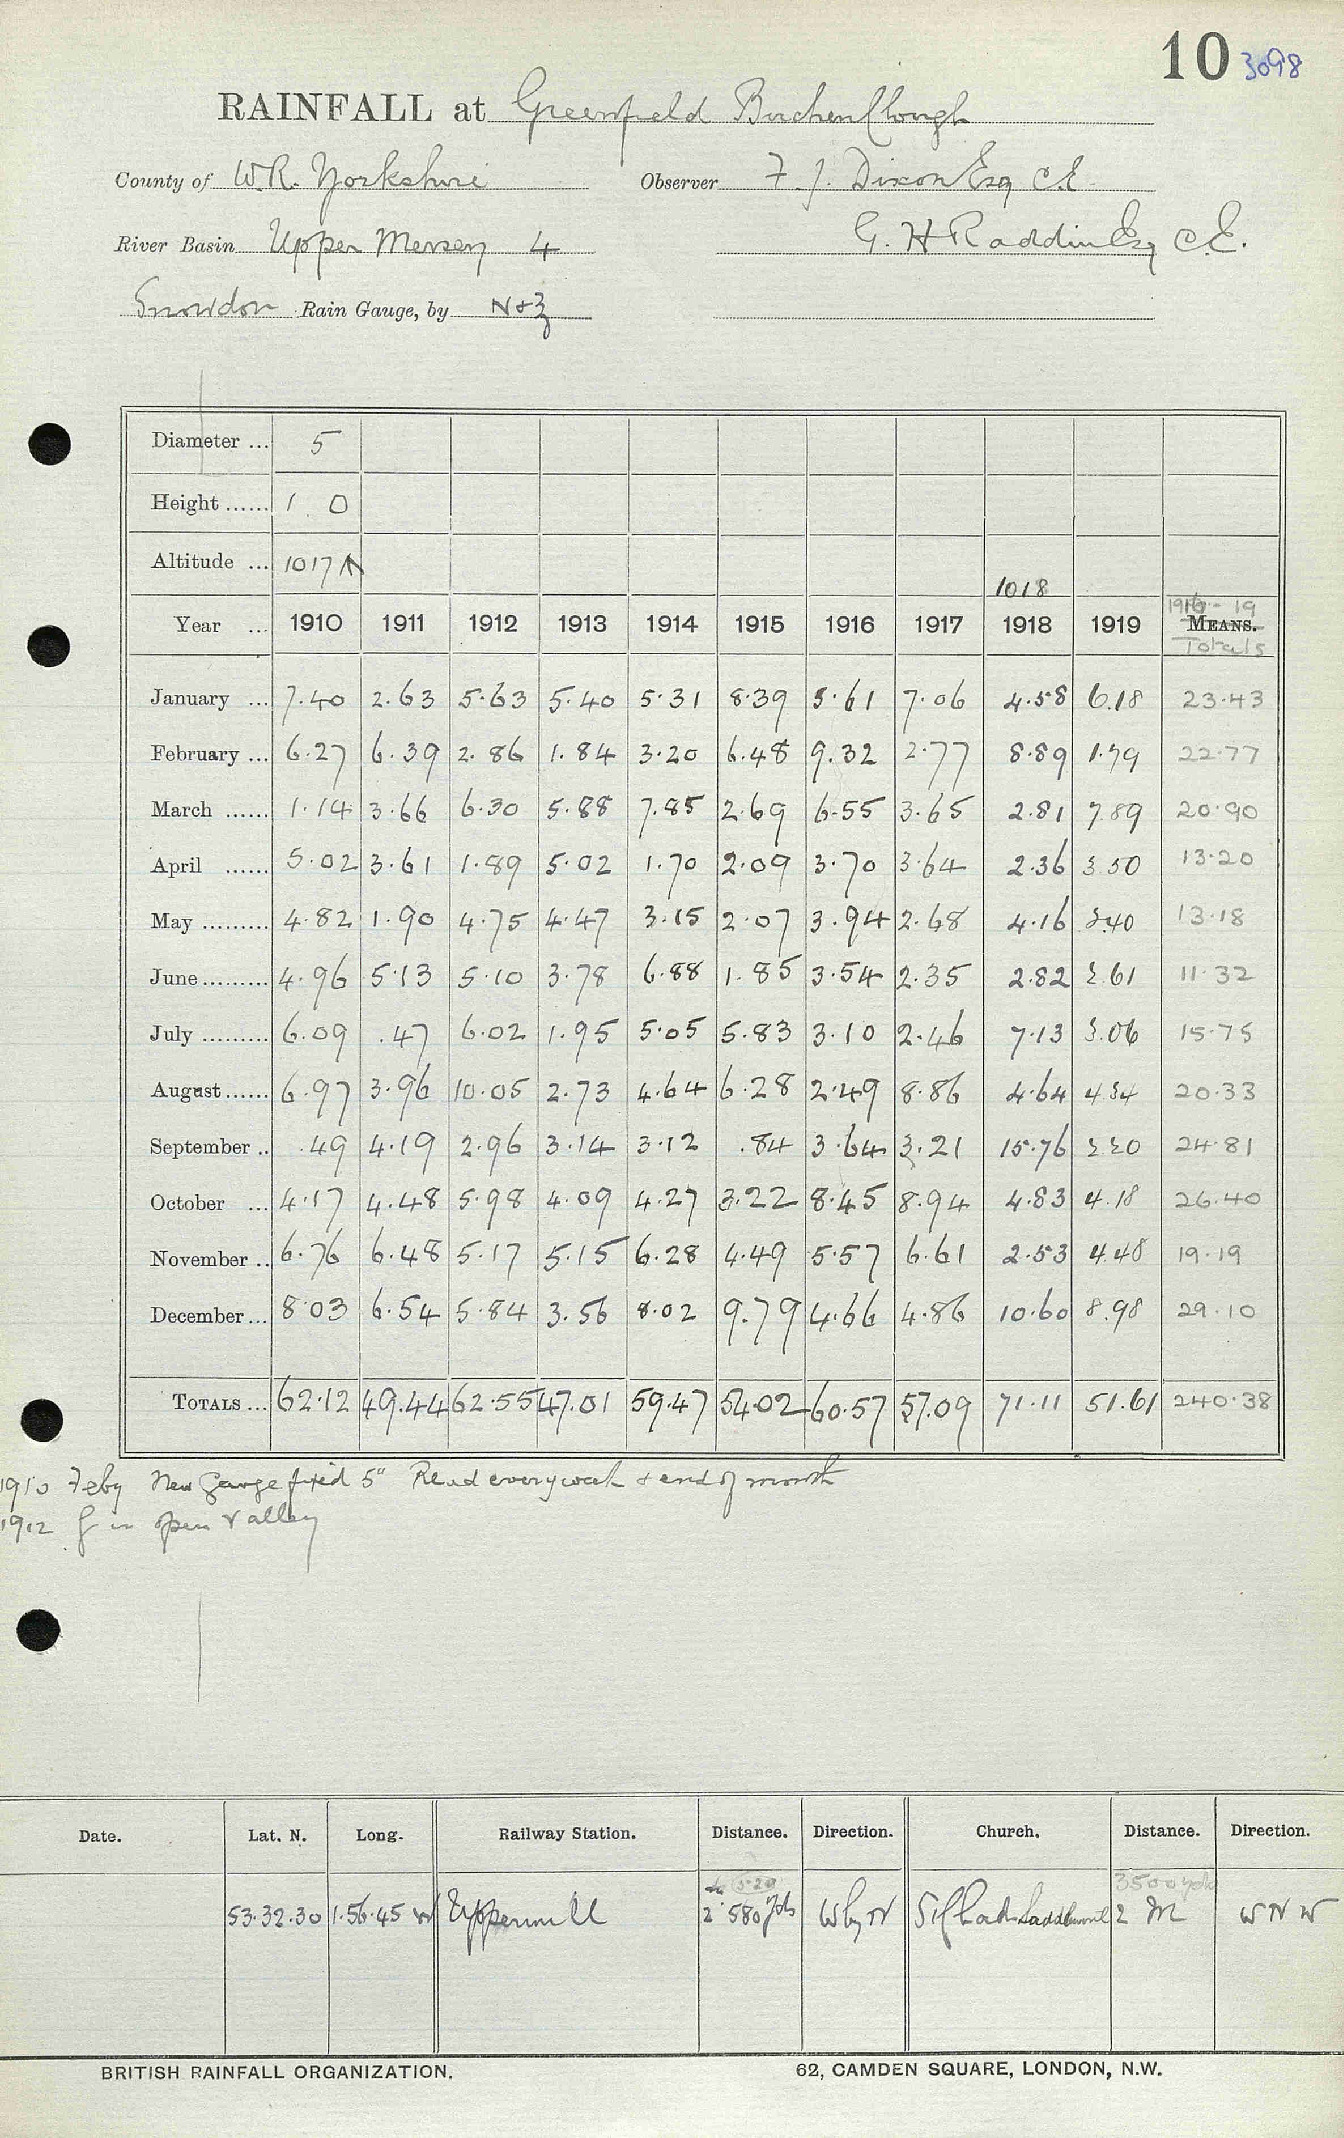 10 3098
RAINFALL at Greenfield Birchen Clough
County of W.R. Yorkshire Observer F. J. Dixon Esq C.E
River Basin Upper Mersey 4 G. H Raddin Esq C.E.
Snowdon Rain Gauge, by N & Z
Diameter ... 5
Height ...... 1 . 0
Altitude ... 1017 ↑ 1018
Year ... 1910 1911 1912 1913 1914 1915 1916 1917 1918 1919 1916-19 MEANS. Totals
January ... 7.40 2.63 5.63 5.40 5.31 8.39 5.61 7.06 4.58 6.18 23.43
February ... 6.27 6.39 2.86 1.84 3.20 6.48 9.32 2.77 8.89 1.79 22.77
March ...... 1.14 3.66 6.30 5.88 7.85 2.69 6.55 3.65 2.81 7.89 20.90
April ...... 5.02 3.61 1.89 5.02 1.70 2.09 3.70 3.64 2.36 3.50 13.20
May ......... 4.82 1.90 4.75 4.47 3.15 2.07 3.94 2.68 4.16 2.40 13.18
June ......... 4.96 5.13 5.10 3.78 6.88 1.85 3.54 2.35 2.82 2.61 11.32
July ......... 6.09 .47 6.02 1.95 5.05 5.83 3.10 2.46 7.13 3.06 15.75
August ...... 6.97 3.96 10.05 2.73 4.64 6.28 2.49 8.86 4.64 4.34 20.33
September .. .49 4.19 2.96 3.14 3.12 .84 3.64 3.21 15.76 2.20 24.81
October ... 4.17 4.48 5.98 4.09 4.27 3.22 8.45 8.94 4.83 4.18 26.40
November .. 6.76 6.48 5.17 5.15 6.28 4.49 5.57 6.61 2.53 4.48 19.19
December ... 8.03 6.54 5.84 3.56 8.02 9.79 4.66 4.86 10.60 8.98 29.10
TOTALS ... 62.12 49.44 62.55 47.01 59.47 54.02 60.57 57.09 71.11 51.61 240.38
1910 Feby New Gauge fixed 5" Read every week & end of month
1912 G in open valley
Date. Lat. N. Long. Railway Station. Distance. Direction. Church. Distance. Direction.
3500 yds
53.32.30 1.56.45 W Uppermill 2 580 yds W by N St Chad Saddleworth 2 M W N W
BRITISH RAINFALL ORGANIZATION. 62, CAMDEN SQUARE, LONDON, N.W.